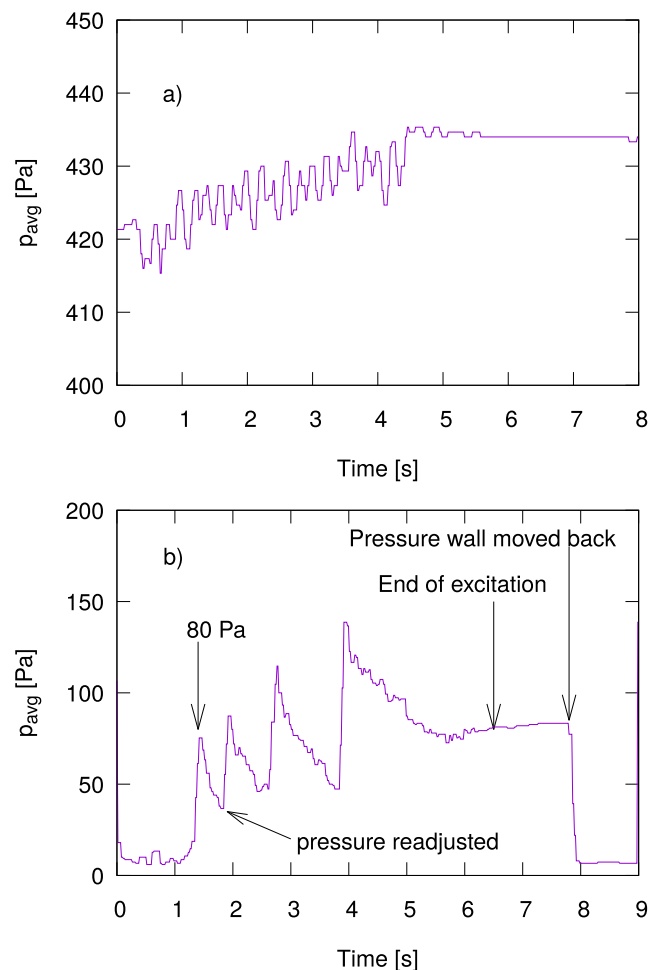 450
a)
440
430
420
410
400
p_avg [Pa]
0 1 2 3 4 5 6 7 8
Time [s]
200
b)
Pressure wall moved back
End of excitation
150
80 Pa
100
50
pressure readjusted
0
p_avg [Pa]
0 1 2 3 4 5 6 7 8 9
Time [s]